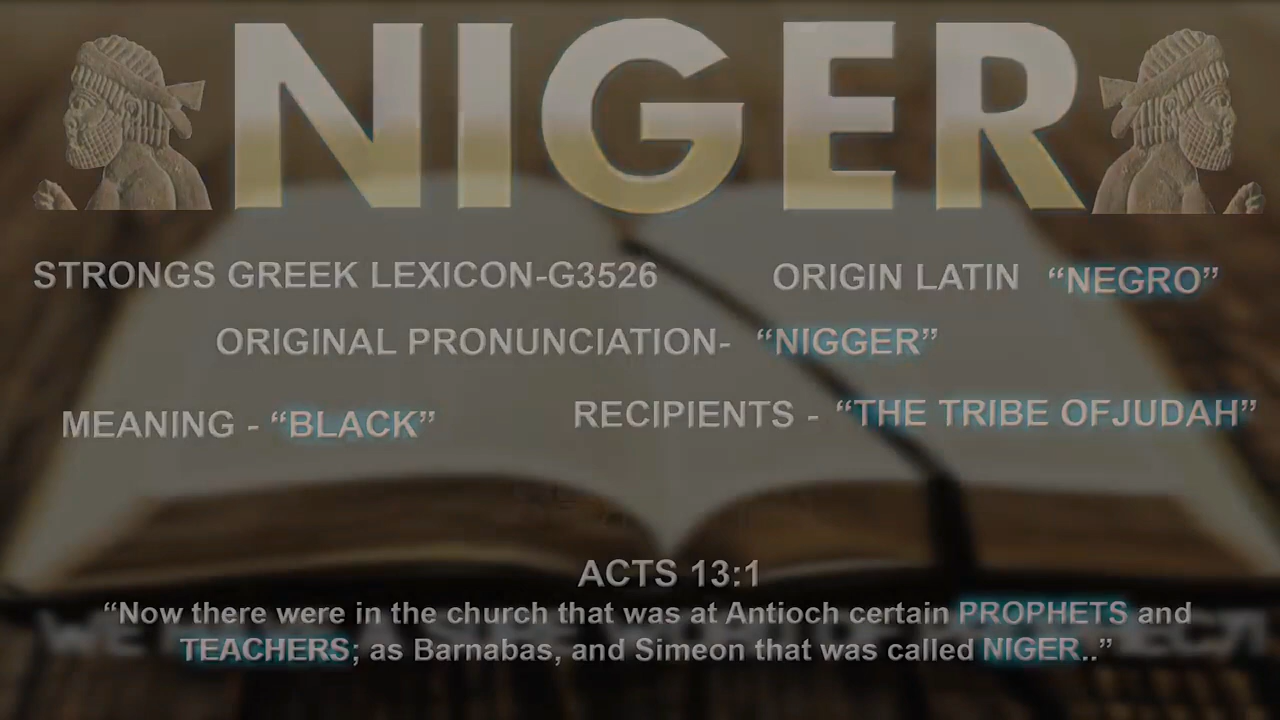 NIGER
STRONGS GREEK LEXICON-G3526
ORIGIN LATIN “NEGRO”
ORIGINAL PRONUNCIATION- “NIGGER”
MEANING - “BLACK”
RECIPIENTS - “THE TRIBE OFJUDAH”
ACTS 13:1
“Now there were in the church that was at Antioch certain PROPHETS and
TEACHERS; as Barnabas, and Simeon that was called NIGER..”